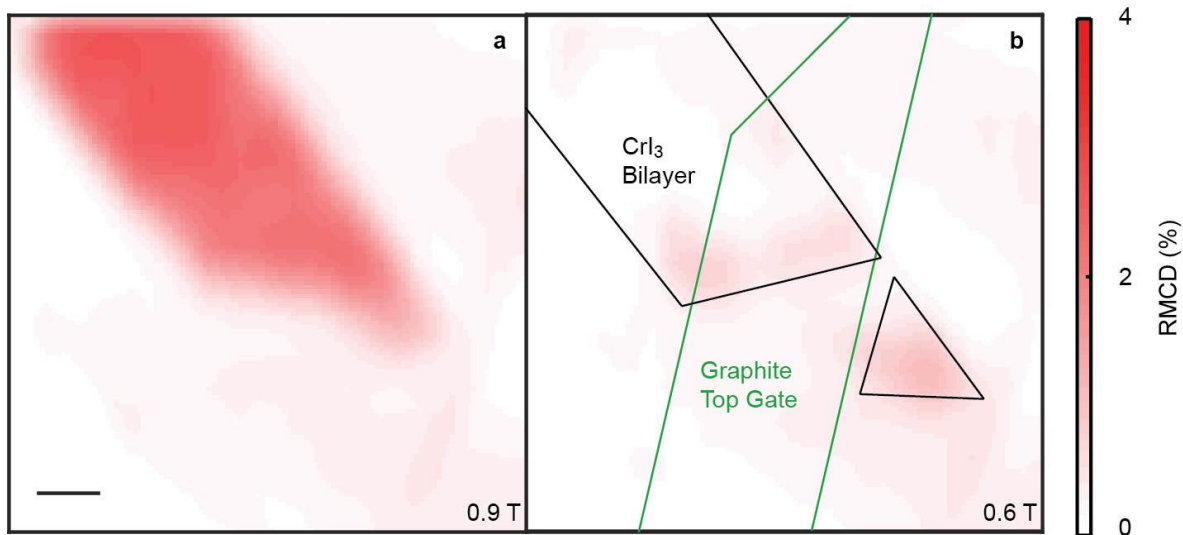 a
b
4
CrI₃
Bilayer
2
RMCD (%)
Graphite
Top Gate
0.9 T
0.6 T
0